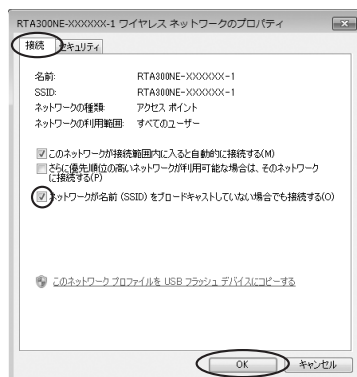 RTA300NE-XXXXXX-1 ワイヤレス ネットワークのプロパティ
接続 セキュリティ
名前: RTA300NE-XXXXXX-1
SSID: RTA300NE-XXXXXX-1
ネットワークの種類: アクセス ポイント
ネットワークの利用範囲: すべてのユーザー
このネットワークが接続範囲内に入ると自動的に接続する(M)
さらに優先順位の高いネットワークが利用可能な場合は、そのネットワーク
に接続する(P)
ネットワークが名前 (SSID) をブロードキャストしていない場合でも接続する(O)
このネットワーク プロファイルを USB フラッシュ デバイスにコピーする
OK キャンセル